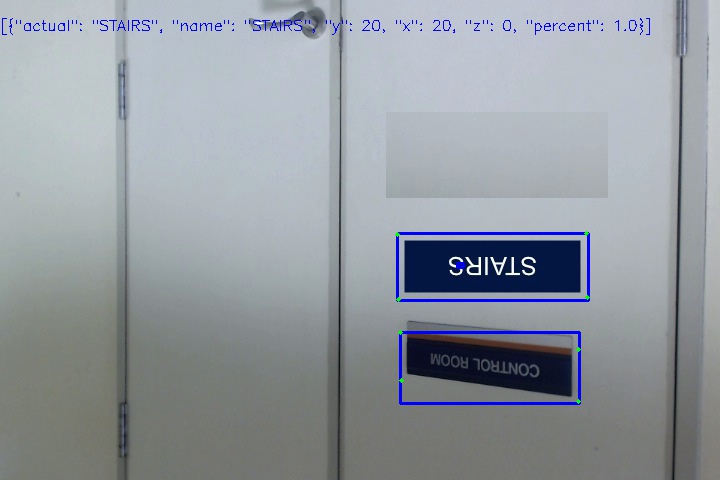 [{"actual": "STAIRS", "name": "STAIRS", "y": 20, "x": 20, "z": 0, "percent": 1.0}]
STAIRS
CONTROL ROOM